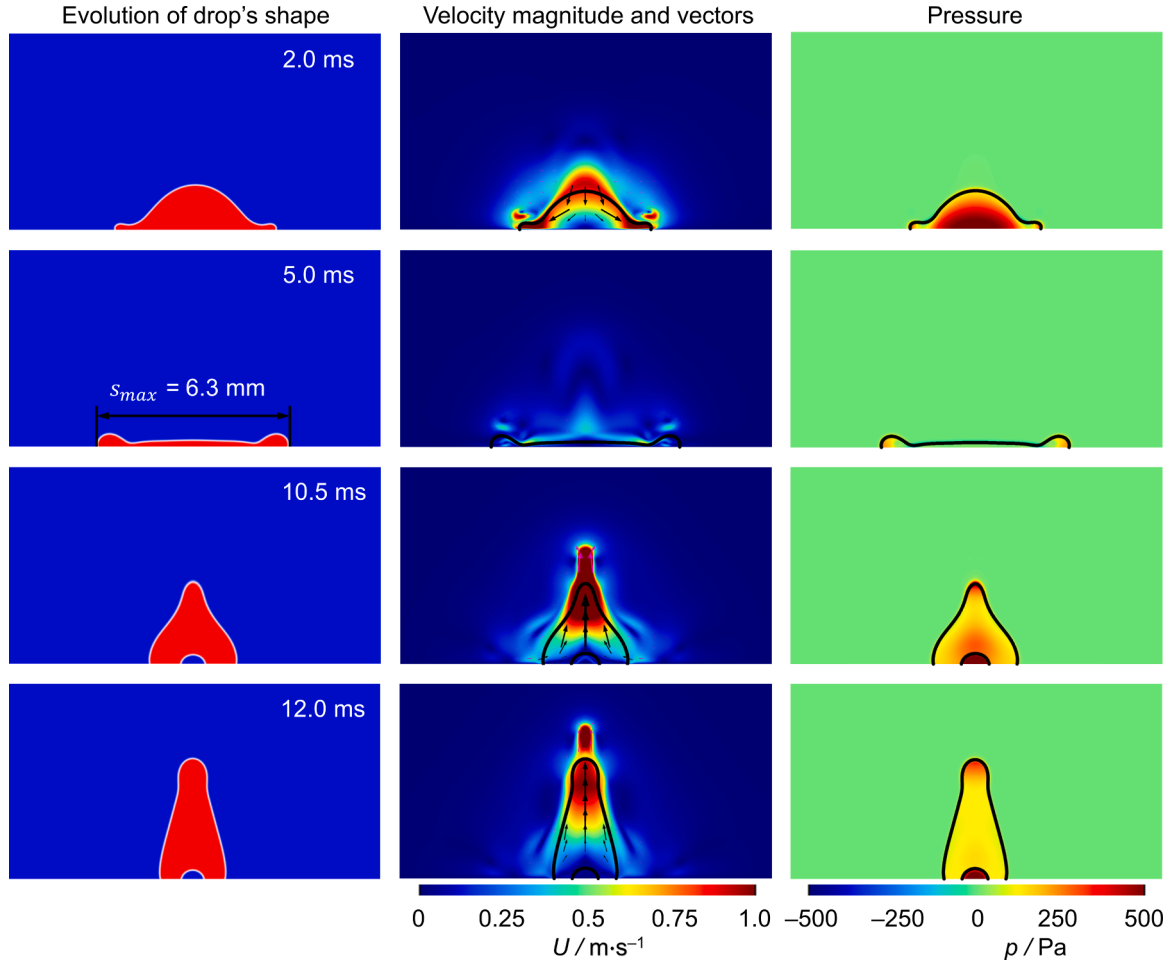 Evolution of drop's shape
Velocity magnitude and vectors
Pressure
2.0 ms
5.0 ms
s_max = 6.3 mm
10.5 ms
12.0 ms
0 0.25 0.5 0.75 1.0
U / m·s⁻¹
−500 −250 0 250 500
p / Pa